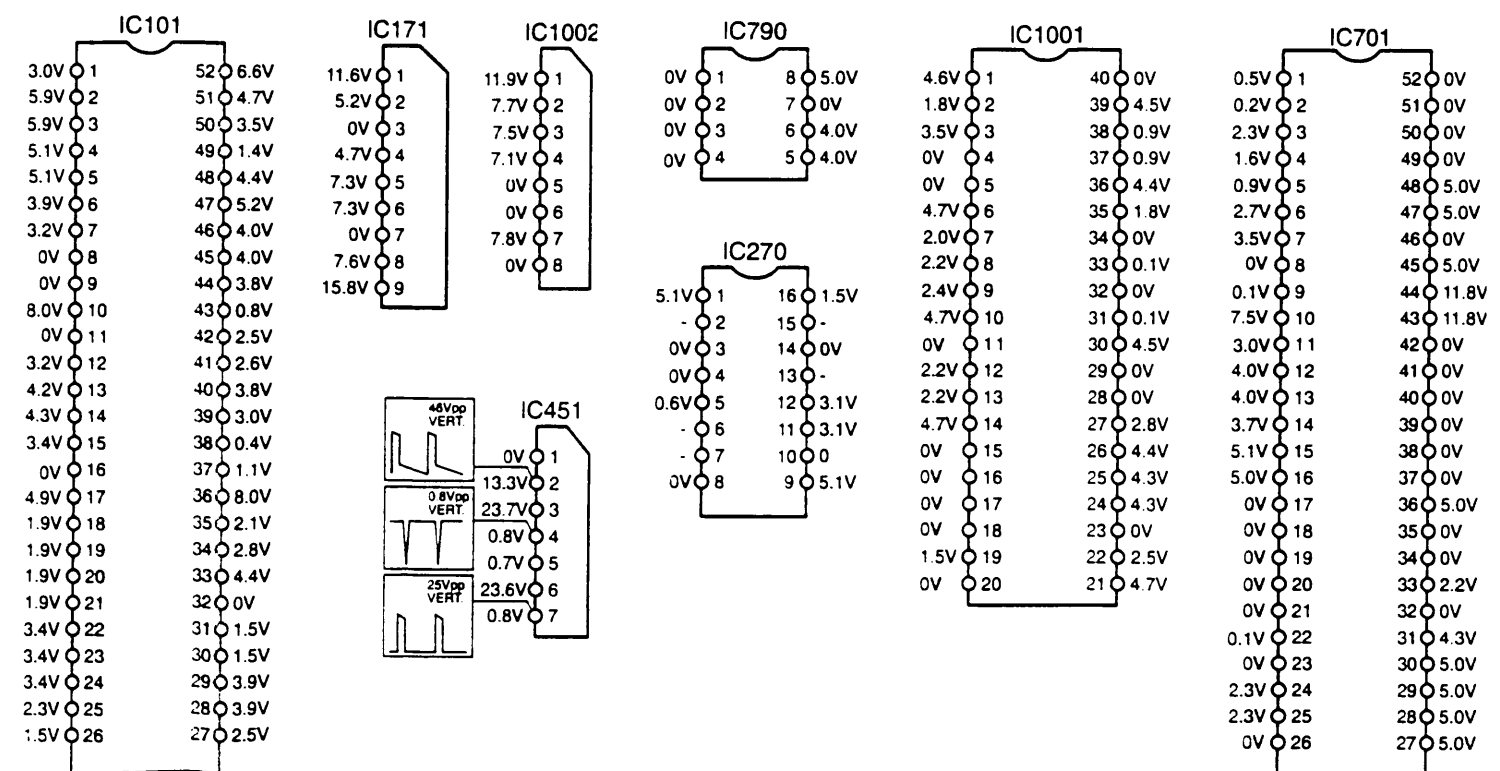 IC101
3.0V 1 52 6.6V
5.9V 2 51 4.7V
5.9V 3 50 3.5V
5.1V 4 49 1.4V
5.1V 5 48 4.4V
3.9V 6 47 5.2V
3.2V 7 46 4.0V
0V 8 45 4.0V
0V 9 44 3.8V
8.0V 10 43 0.8V
0V 11 42 2.5V
3.2V 12 41 2.6V
4.2V 13 40 3.8V
4.3V 14 39 3.0V
3.4V 15 38 0.4V
0V 16 37 1.1V
4.9V 17 36 8.0V
1.9V 18 35 2.1V
1.9V 19 34 2.8V
1.9V 20 33 4.4V
1.9V 21 32 0V
3.4V 22 31 1.5V
3.4V 23 30 1.5V
3.4V 24 29 3.9V
2.3V 25 28 3.9V
1.5V 26 27 2.5V
IC171
11.6V 1
5.2V 2
0V 3
4.7V 4
7.3V 5
7.3V 6
0V 7
7.6V 8
15.8V 9
IC1002
11.9V 1
7.7V 2
7.5V 3
7.1V 4
0V 5
0V 6
7.8V 7
0V 8
46Vpp
VERT.
0.8Vpp
VERT.
25Vpp
VERT.
IC451
0V 1
13.3V 2
23.7V 3
0.8V 4
0.7V 5
23.6V 6
0.8V 7
IC790
0V 1 8 5.0V
0V 2 7 0V
0V 3 6 4.0V
0V 4 5 4.0V
IC270
5.1V 1 16 1.5V
- 2 15 -
0V 3 14 0V
0V 4 13 -
0.6V 5 12 3.1V
- 6 11 3.1V
- 7 10 0
0V 8 9 5.1V
IC1001
4.6V 1 40 0V
1.8V 2 39 4.5V
3.5V 3 38 0.9V
0V 4 37 0.9V
0V 5 36 4.4V
4.7V 6 35 1.8V
2.0V 7 34 0V
2.2V 8 33 0.1V
2.4V 9 32 0V
4.7V 10 31 0.1V
0V 11 30 4.5V
2.2V 12 29 0V
2.2V 13 28 0V
4.7V 14 27 2.8V
0V 15 26 4.4V
0V 16 25 4.3V
0V 17 24 4.3V
0V 18 23 0V
1.5V 19 22 2.5V
0V 20 21 4.7V
IC701
0.5V 1 52 0V
0.2V 2 51 0V
2.3V 3 50 0V
1.6V 4 49 0V
0.9V 5 48 5.0V
2.7V 6 47 5.0V
3.5V 7 46 0V
0V 8 45 5.0V
0.1V 9 44 11.8V
7.5V 10 43 11.8V
3.0V 11 42 0V
4.0V 12 41 0V
4.0V 13 40 0V
3.7V 14 39 0V
5.1V 15 38 0V
5.0V 16 37 0V
0V 17 36 5.0V
0V 18 35 0V
0V 19 34 0V
0V 20 33 2.2V
0V 21 32 0V
0.1V 22 31 4.3V
0V 23 30 5.0V
2.3V 24 29 5.0V
2.3V 25 28 5.0V
0V 26 27 5.0V